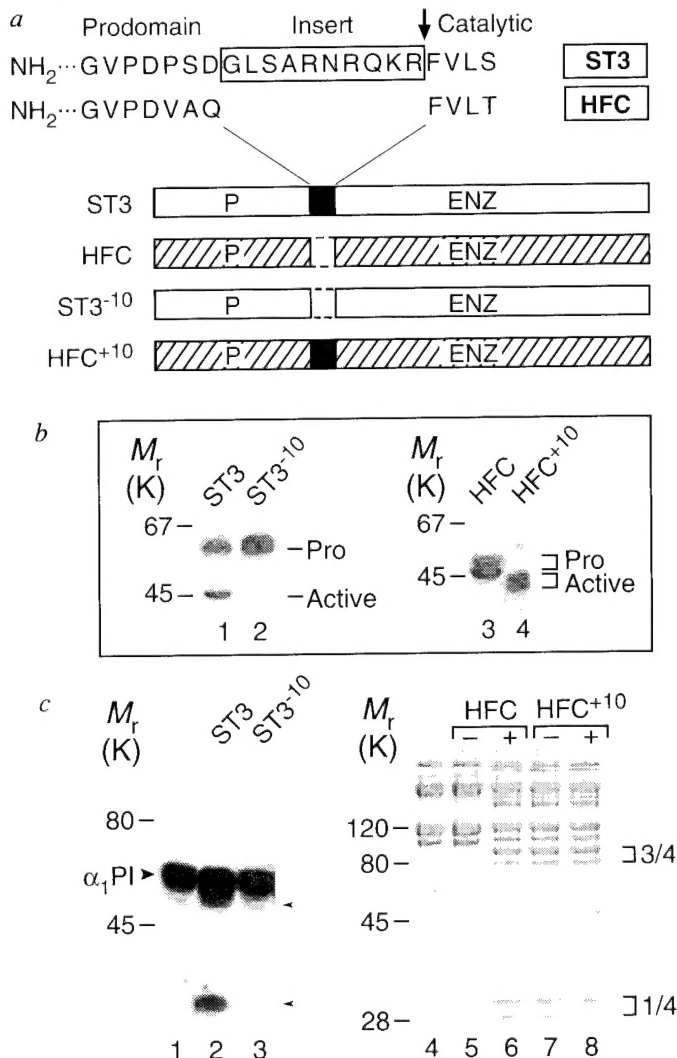 a
Prodomain Insert Catalytic
NH2···GVPDPSDGLSARNRQKRFVLS ST3
NH2···GVPDVAQ FVLT HFC
ST3 P ENZ
HFC P ENZ
ST3-10 P ENZ
HFC+10 P ENZ
b
Mr (K) ST3 ST3-10
67
Pro
45
Active
1 2
Mr (K) HFC HFC+10
67
Pro
45
Active
3 4
c
Mr (K) ST3 ST3-10
80
α1PI
45
1 2 3
Mr (K) HFC HFC+10
− + − +
120
80
3/4
45
28
1/4
4 5 6 7 8